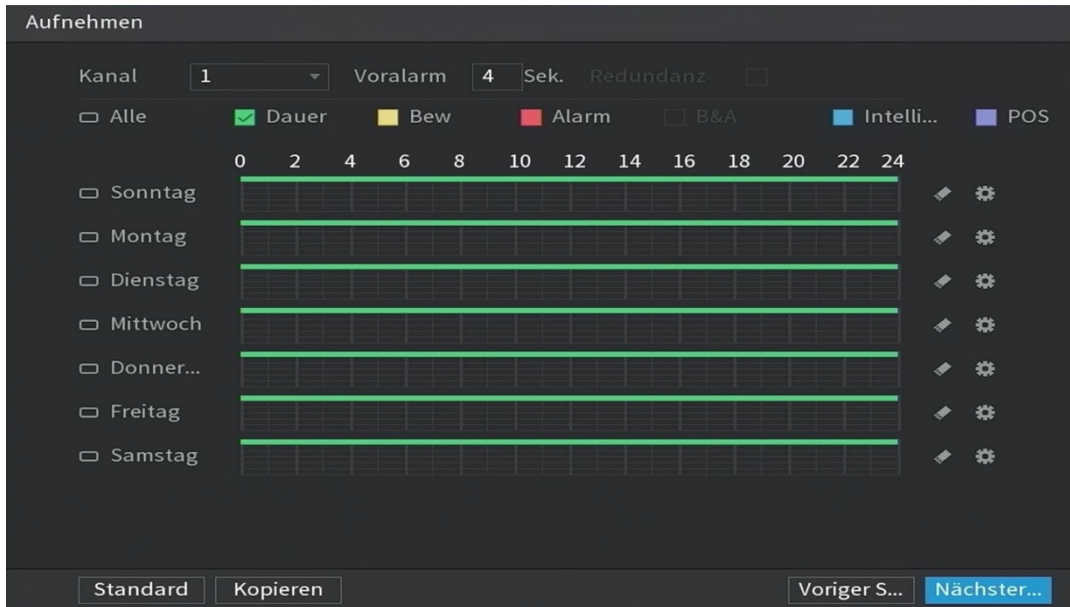 Aufnehmen
Kanal 1 Voralarm 4 Sek. Redundanz
Alle Dauer Bew Alarm B&A Intelli... POS
0 2 4 6 8 10 12 14 16 18 20 22 24
Sonntag
Montag
Dienstag
Mittwoch
Donner...
Freitag
Samstag
Standard Kopieren Voriger S... Nächster...